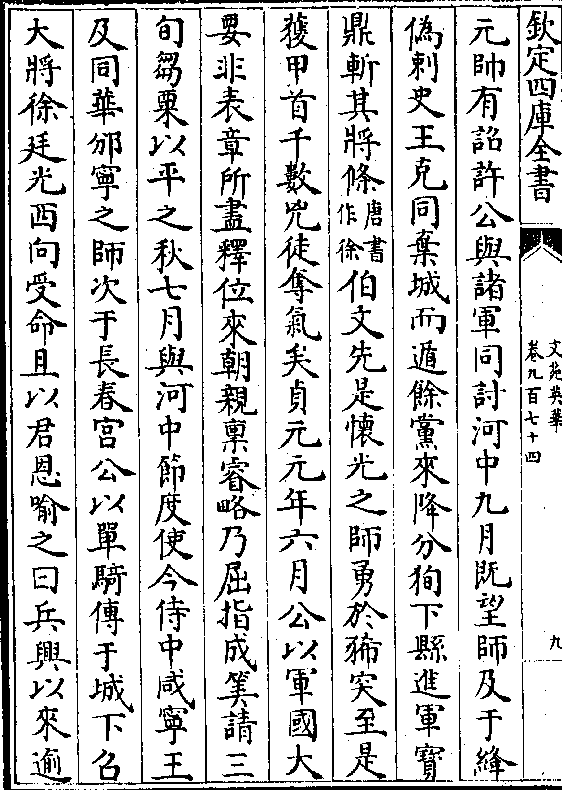 欽定四庫全書
文苑英華
卷九百七十四
九
元帥有詔許公與諸軍同討河中九月既望師及于絳
偽刺史王克同棄城而遁餘黨來降分狥下縣進軍寶
鼎斬其將條唐書作徐伯文先是懷光之師勇於豨突至是
獲甲首千數兇徒奪氣矣貞元元年六月公以軍國大
要非表章所盡釋位來朝親稟睿略乃屈指成筭請三
旬芻粟以平之秋七月與河中節度使今侍中咸寧王
及同華邠寧之師次于長春宮公以單騎傳于城下召
大將徐廷光西向受命且以君恩喻之曰兵興以來逾